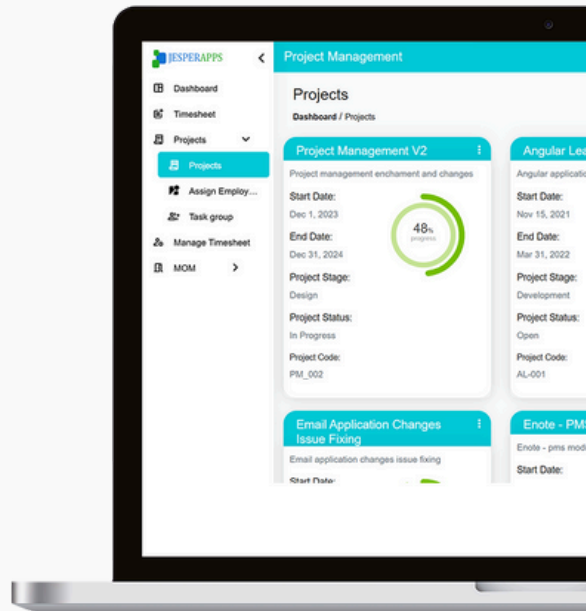 JESPERAPPS
Project Management
Dashboard
Timesheet
Projects
Projects
Assign Employ...
Task group
Manage Timesheet
MOM
Projects
Dashboard / Projects
Project Management V2
Project management enchament and changes
Start Date:
Dec 1, 2023
End Date:
Dec 31, 2024
48%
progress
Project Stage:
Design
Project Status:
In Progress
Project Code:
PM_002
Angular Lea
Angular applicatio
Start Date:
Nov 15, 2021
End Date:
Mar 31, 2022
Project Stage:
Development
Project Status:
Open
Project Code:
AL-001
Email Application Changes
Issue Fixing
Email application changes issue fixing
Start Date:
Enote - PMS
Enote - pms modi
Start Date: